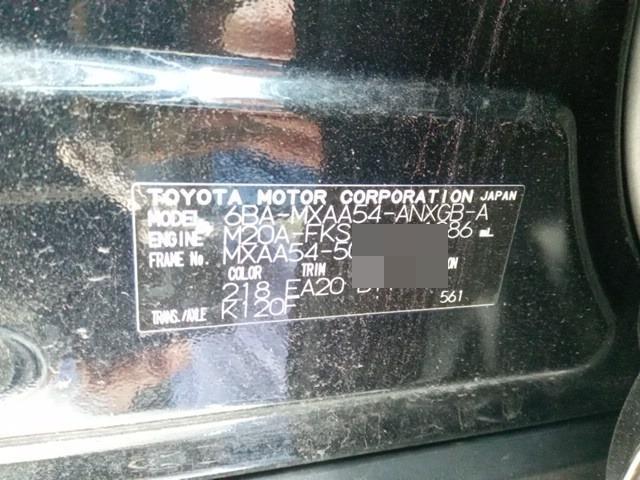 TOYOTA MOTOR CORPORATION JAPAN
MODEL 6BA-MXAA54-ANXGB-A
ENGINE M20A-FKS 86 mL
FRAME No. MXAA54-5
COLOR TRIM
218 EA20
561
TRANS./AXLE K120F